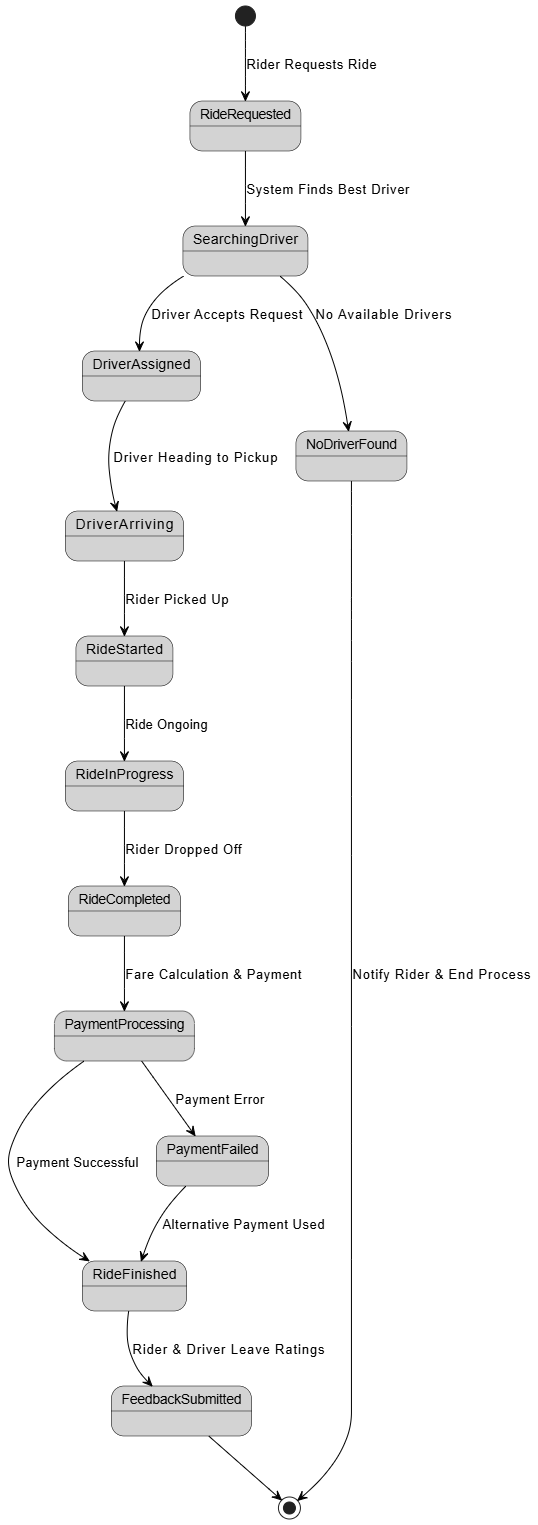 Rider Requests Ride
RideRequested
System Finds Best Driver
SearchingDriver
Driver Accepts Request
No Available Drivers
DriverAssigned
NoDriverFound
Driver Heading to Pickup
DriverArriving
Rider Picked Up
RideStarted
Ride Ongoing
RideInProgress
Rider Dropped Off
RideCompleted
Fare Calculation & Payment
Notify Rider & End Process
PaymentProcessing
Payment Error
PaymentFailed
Payment Successful
Alternative Payment Used
RideFinished
Rider & Driver Leave Ratings
FeedbackSubmitted